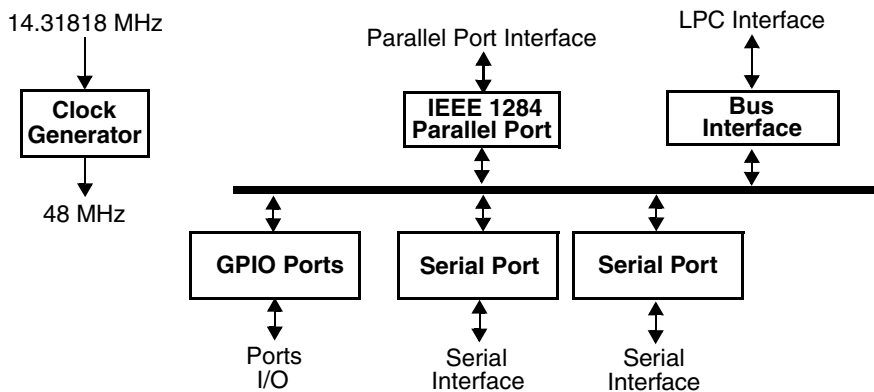 14.31818 MHz
Clock
Generator
48 MHz
Parallel Port Interface
IEEE 1284
Parallel Port
LPC Interface
Bus
Interface
GPIO Ports
Serial Port
Serial Port
Ports
I/O
Serial
Interface
Serial
Interface